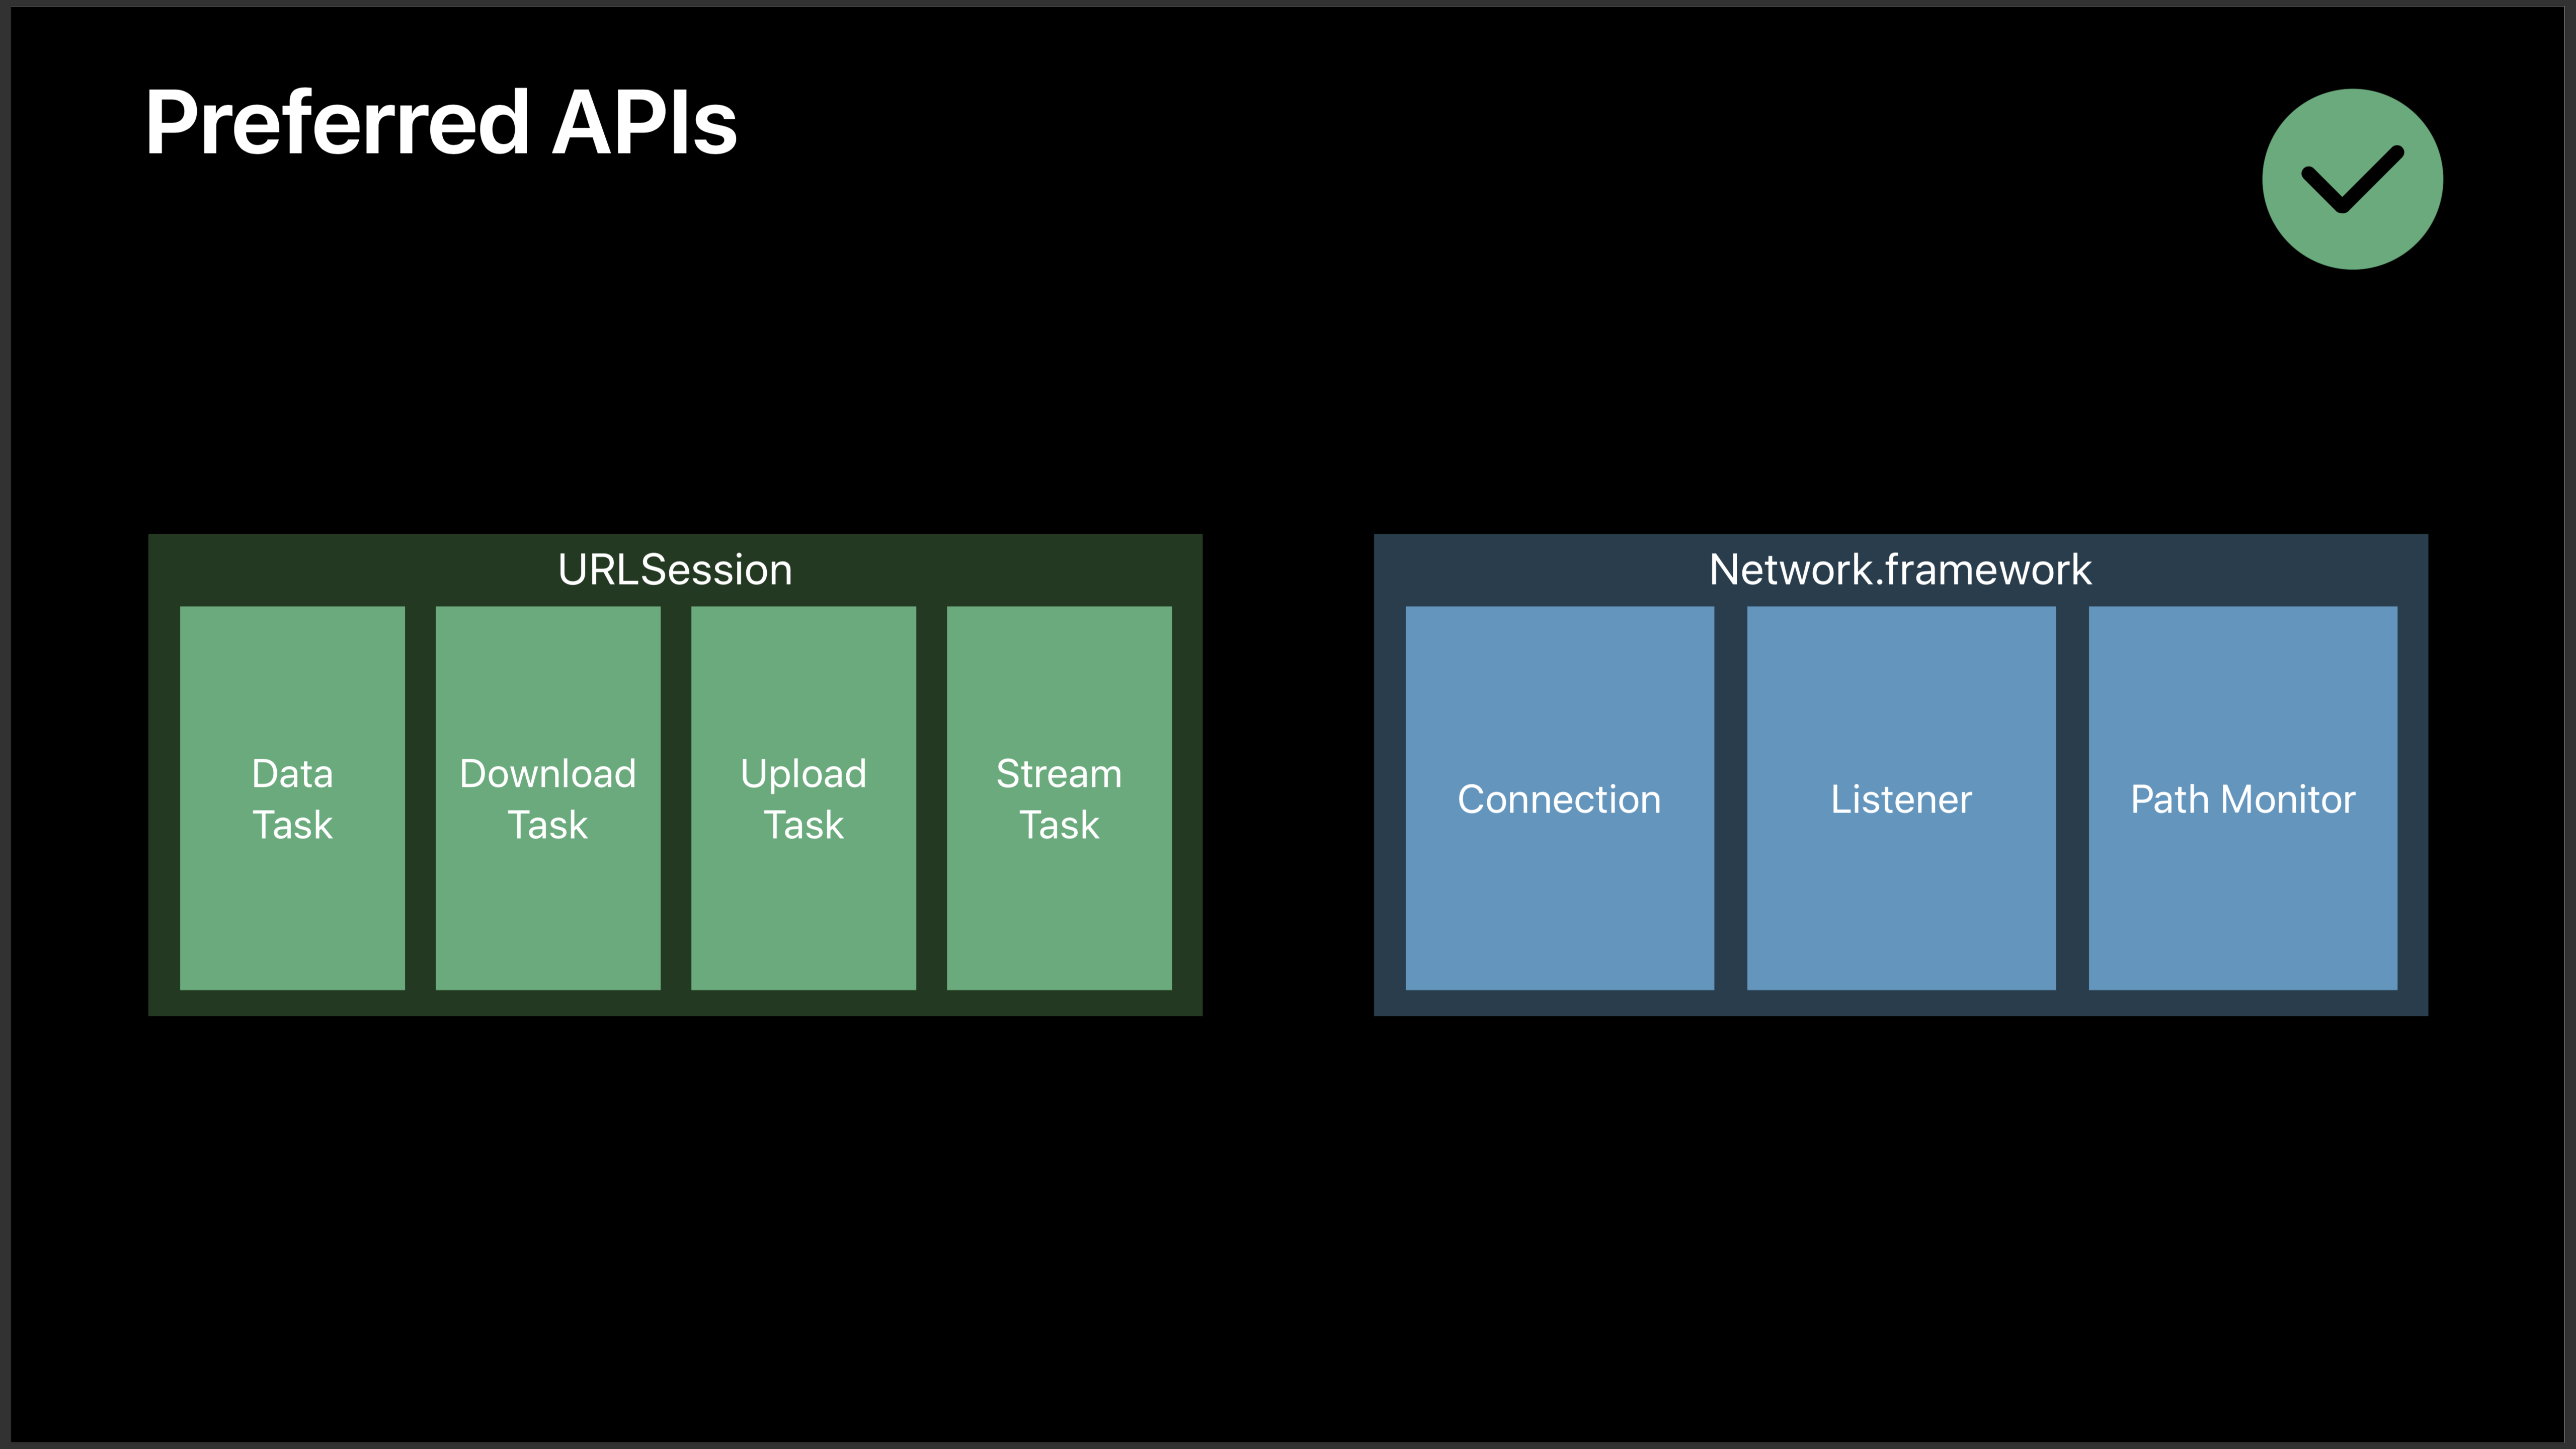 Preferred APIs
URLSession
Data
Task
Download
Task
Upload
Task
Stream
Task
Network.framework
Connection
Listener
Path Monitor